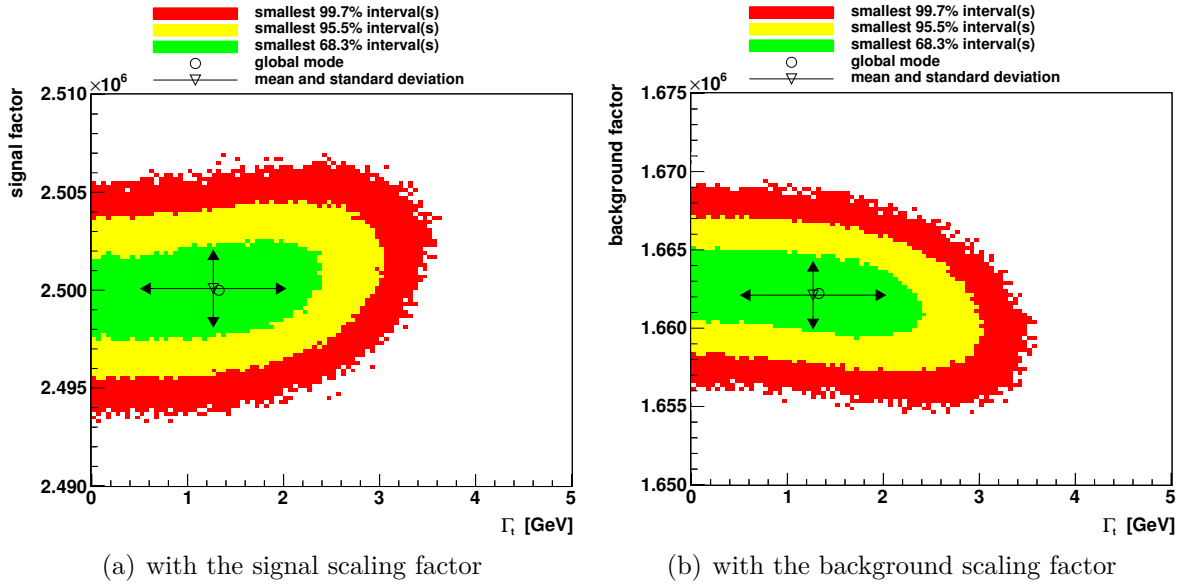 smallest 99.7% interval(s)
smallest 95.5% interval(s)
smallest 68.3% interval(s)
global mode
mean and standard deviation
×10⁶
signal factor
2.510
2.505
2.500
2.495
2.490
0 1 2 3 4 5
Γt [GeV]
(a) with the signal scaling factor
smallest 99.7% interval(s)
smallest 95.5% interval(s)
smallest 68.3% interval(s)
global mode
mean and standard deviation
×10⁶
background factor
1.675
1.670
1.665
1.660
1.655
1.650
0 1 2 3 4 5
Γt [GeV]
(b) with the background scaling factor